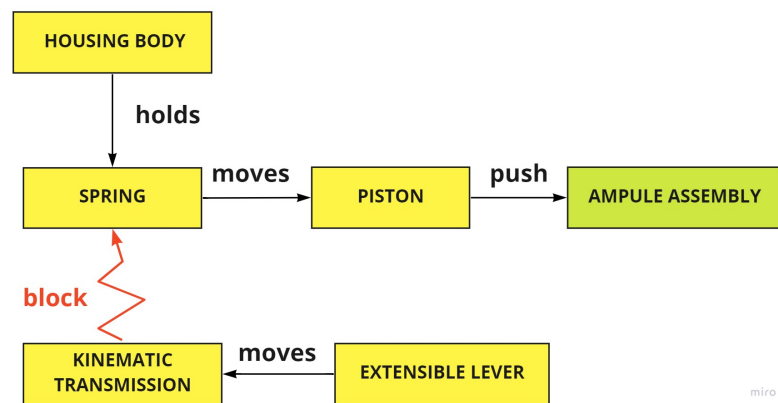 HOUSING BODY
holds
SPRING
moves
PISTON
push
AMPULE ASSEMBLY
block
KINEMATIC
TRANSMISSION
moves
EXTENSIBLE LEVER
miro